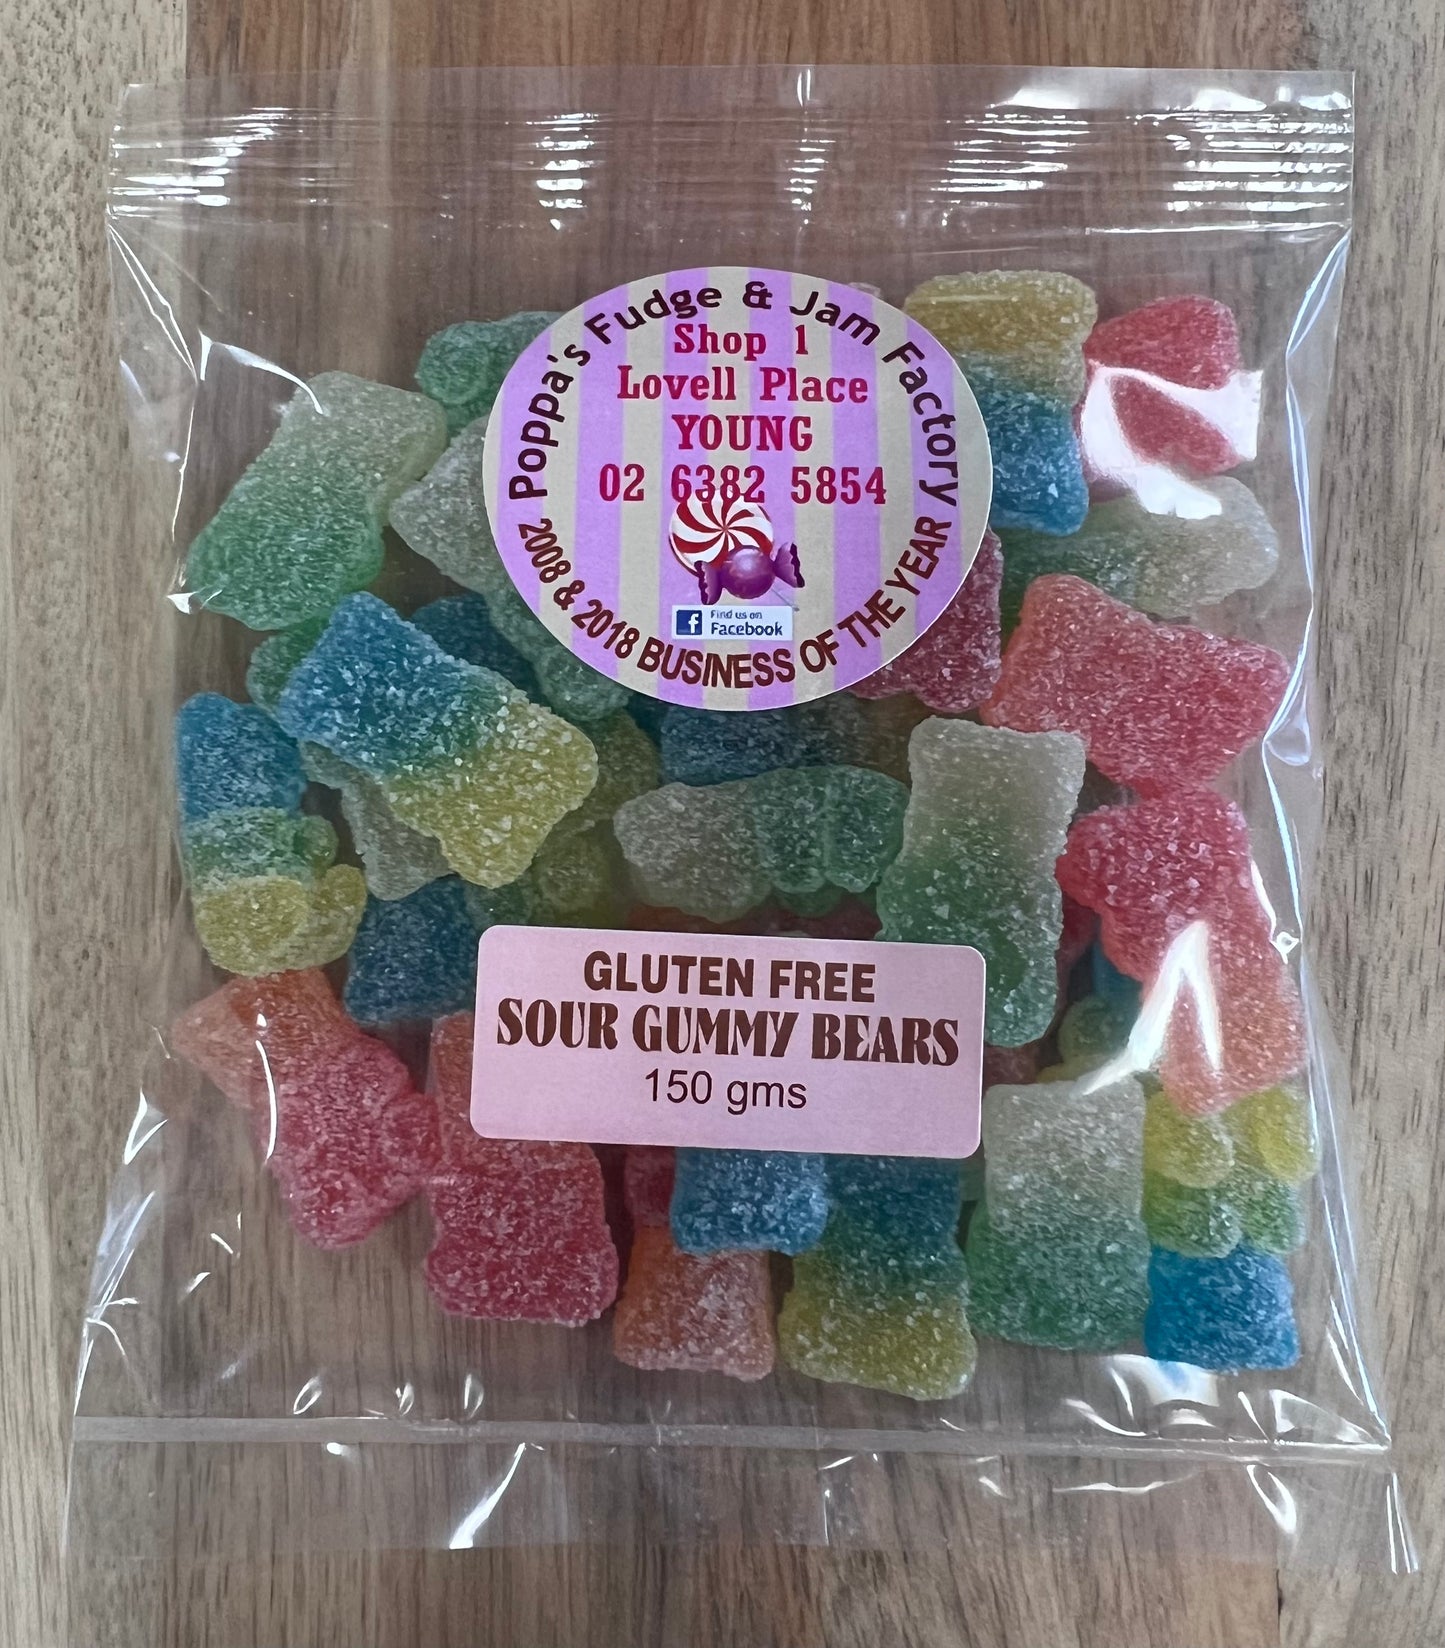 Poppa's Fudge & Jam Factory
Shop 1
Lovell Place
YOUNG
02 6382 5854
f Find us on
Facebook
2008 & 2018 BUSINESS OF THE YEAR
GLUTEN FREE
SOUR GUMMY BEARS
150 gms